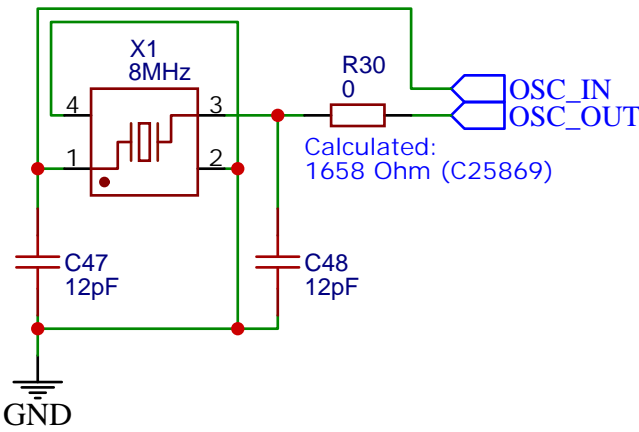 X1
8MHz
4
3
1
2
R30
0
OSC_IN
OSC_OUT
Calculated:
1658 Ohm (C25869)
C47
12pF
C48
12pF
GND